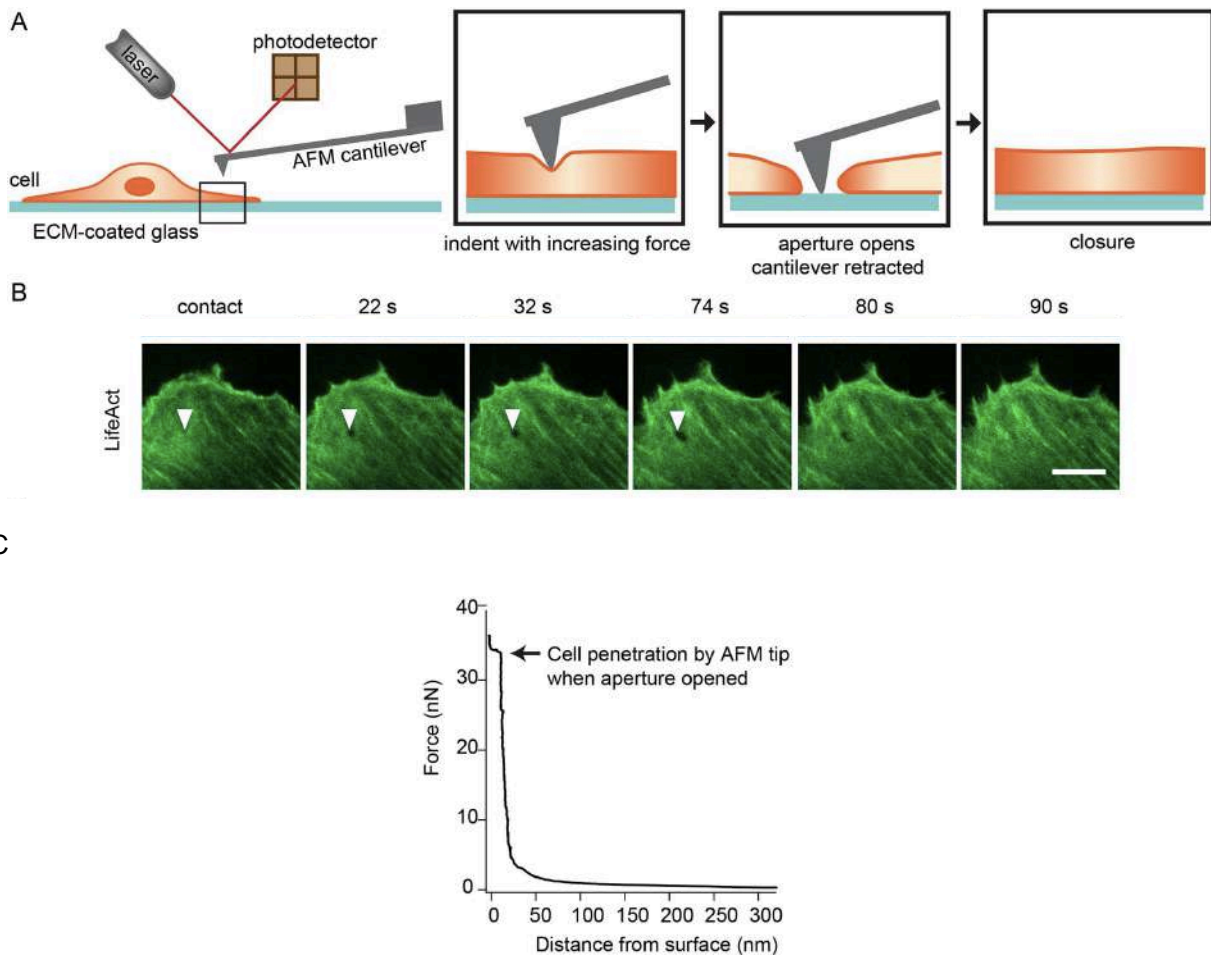 A
laser
photodetector
AFM cantilever
cell
ECM-coated glass
indent with increasing force
aperture opens
cantilever retracted
closure
B
contact 22 s 32 s 74 s 80 s 90 s
LifeAct
C
40
30
20
10
0
Force (nN)
Cell penetration by AFM tip
when aperture opened
0 50 100 150 200 250 300
Distance from surface (nm)